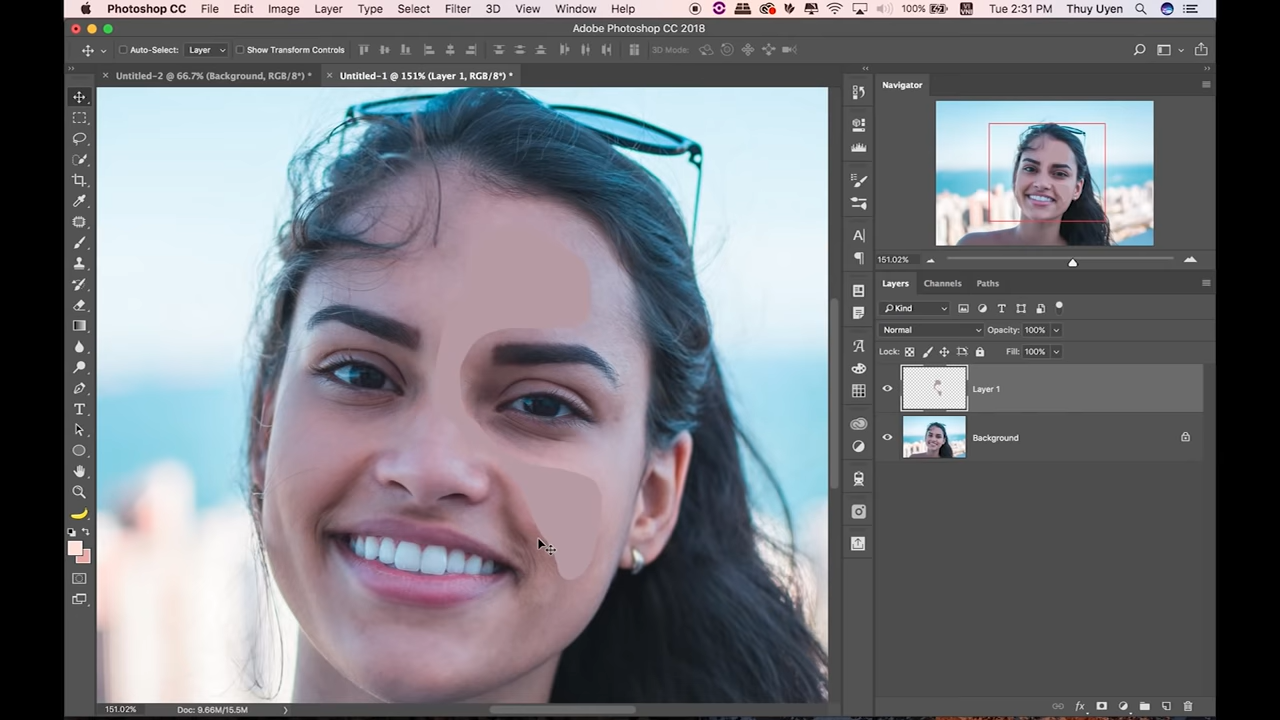 Photoshop CC File Edit Image Layer Type Select Filter 3D View Window Help 100% Tue 2:31 PM Thuy Uyen
Adobe Photoshop CC 2018
Auto-Select: Layer Show Transform Controls 3D Mode:
× Untitled-2 @ 66.7% (Background, RGB/8*) * × Untitled-1 @ 151% (Layer 1, RGB/8*) *
Navigator
151.02%
Layers Channels Paths
Kind
Normal Opacity: 100%
Lock: Fill: 100%
Layer 1
Background
151.02% Doc: 9.66M/15.5M